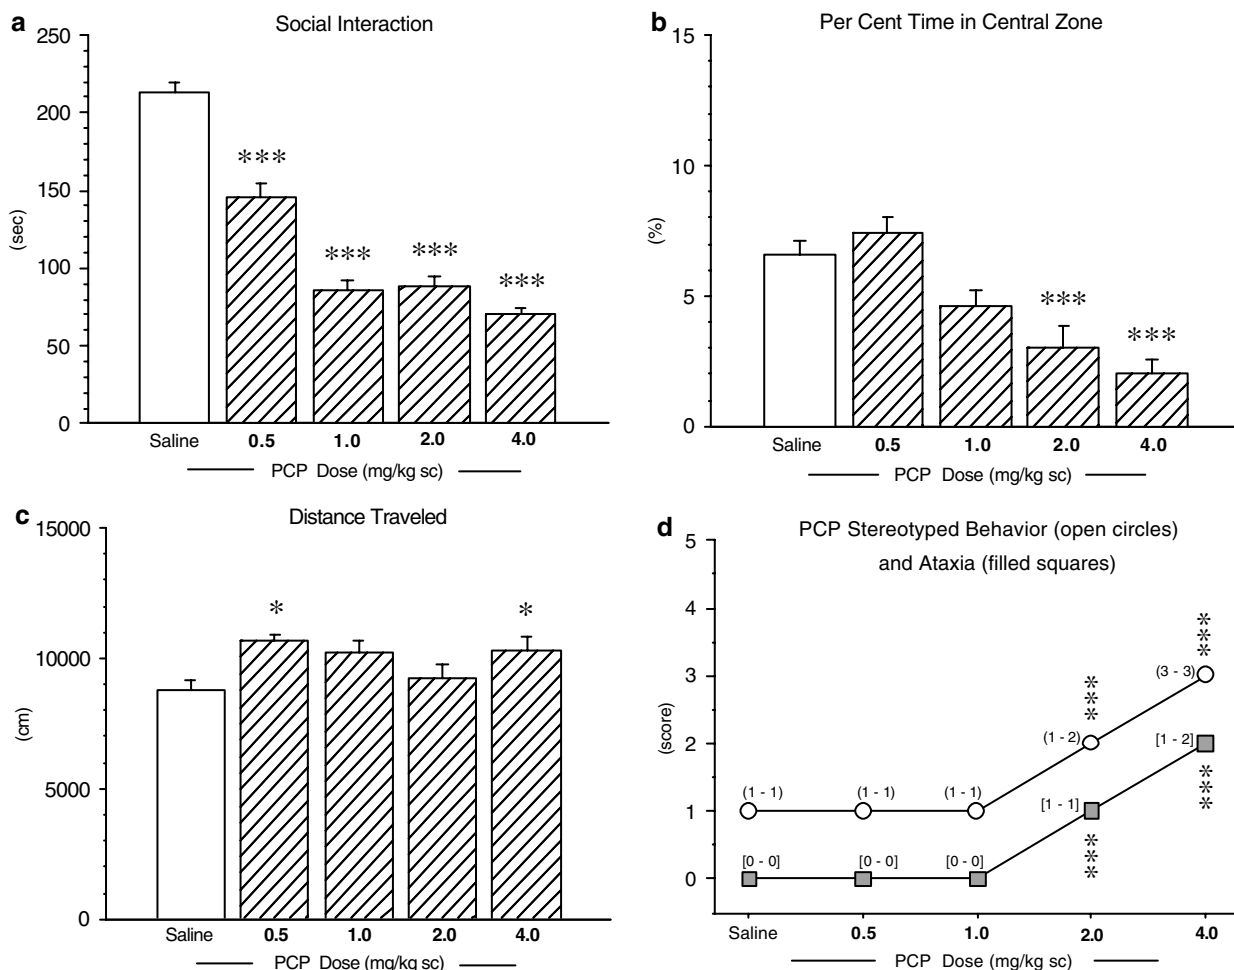 a
Social Interaction
250
200
150
100
50
0
(sec)
***
***
***
***
Saline 0.5 1.0 2.0 4.0
PCP Dose (mg/kg sc)
b
Per Cent Time in Central Zone
15
10
5
0
(%)
***
***
Saline 0.5 1.0 2.0 4.0
PCP Dose (mg/kg sc)
c
Distance Traveled
15000
10000
5000
0
(cm)
*
*
Saline 0.5 1.0 2.0 4.0
PCP Dose (mg/kg sc)
d
PCP Stereotyped Behavior (open circles)
and Ataxia (filled squares)
5
4
3
2
1
0
(score)
(1 - 1) (1 - 1) (1 - 1) (1 - 2) (3 - 3)
***
***
[0 - 0] [0 - 0] [0 - 0] [1 - 1] [1 - 2]
***
***
Saline 0.5 1.0 2.0 4.0
PCP Dose (mg/kg sc)